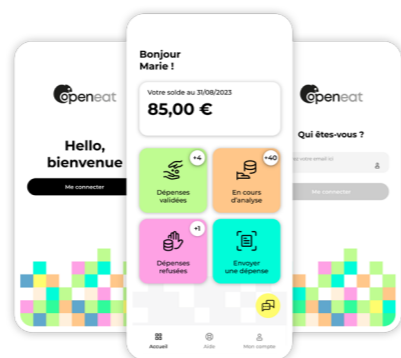 openeat
Hello,
bienvenue
Me connecter
Bonjour
Marie !
Votre solde au 31/08/2023
85,00 €
+4
Dépenses
validées
+40
En cours
d'analyse
+1
Dépenses
refusées
Envoyer
une dépense
Accueil
Aide
Mon compte
openeat
Qui êtes-vous ?
votre email ici
Me connecter